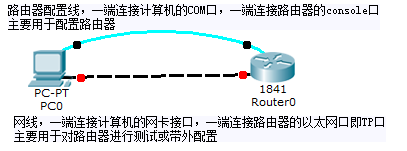 路由器配置线，一端连接计算机的COM口，一端连接路由器的console口
主要用于配置路由器
PC-PT
PC0
1841
Router0
网线，一端连接计算机的网卡接口，一端连接路由器的以太网口即TP口
主要用于对路由器进行测试或带外配置